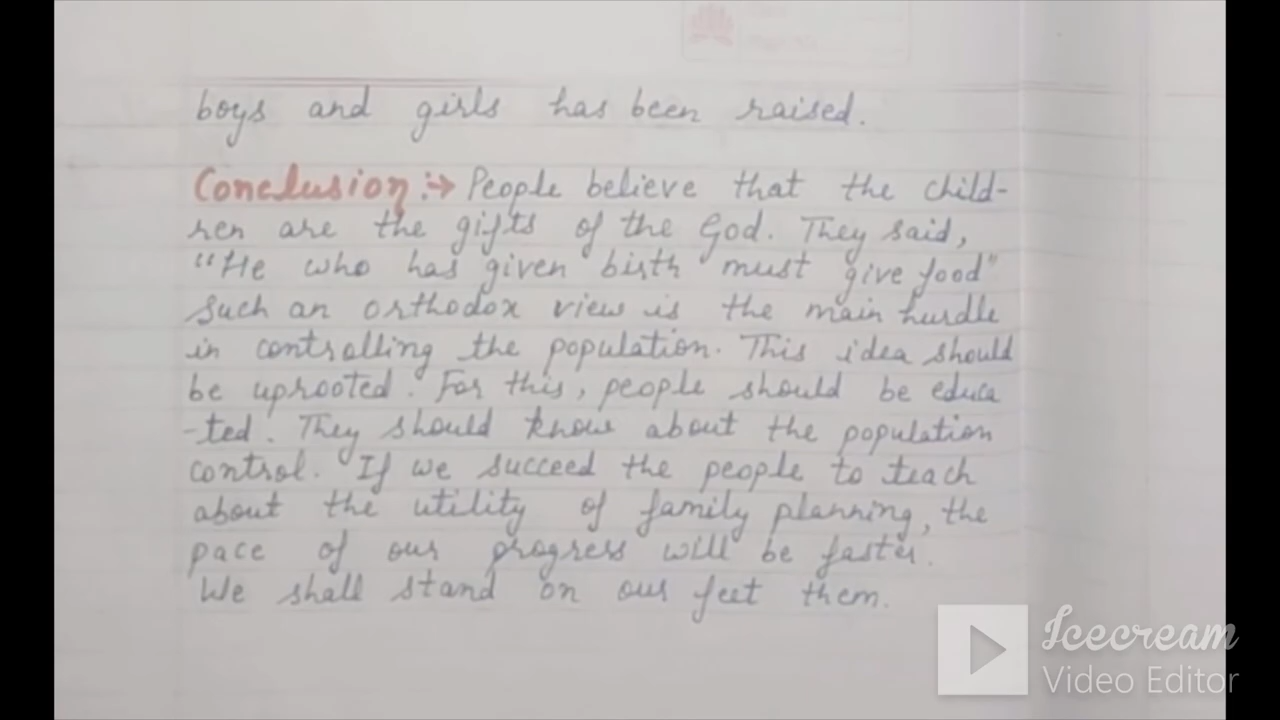 boys and girls has been raised.
Conclusion :→ People believe that the child-
ren are the gifts of the God. They said,
"He who has given birth must give food"
Such an orthodox view is the main hurdle
in controlling the population. This idea should
be uprooted. For this, people should be educa
-ted. They should know about the population
control. If we succeed the people to teach
about the utility of family planning, the
pace of our progress will be faster.
We shall stand on our feet them.
Icecream
Video Editor